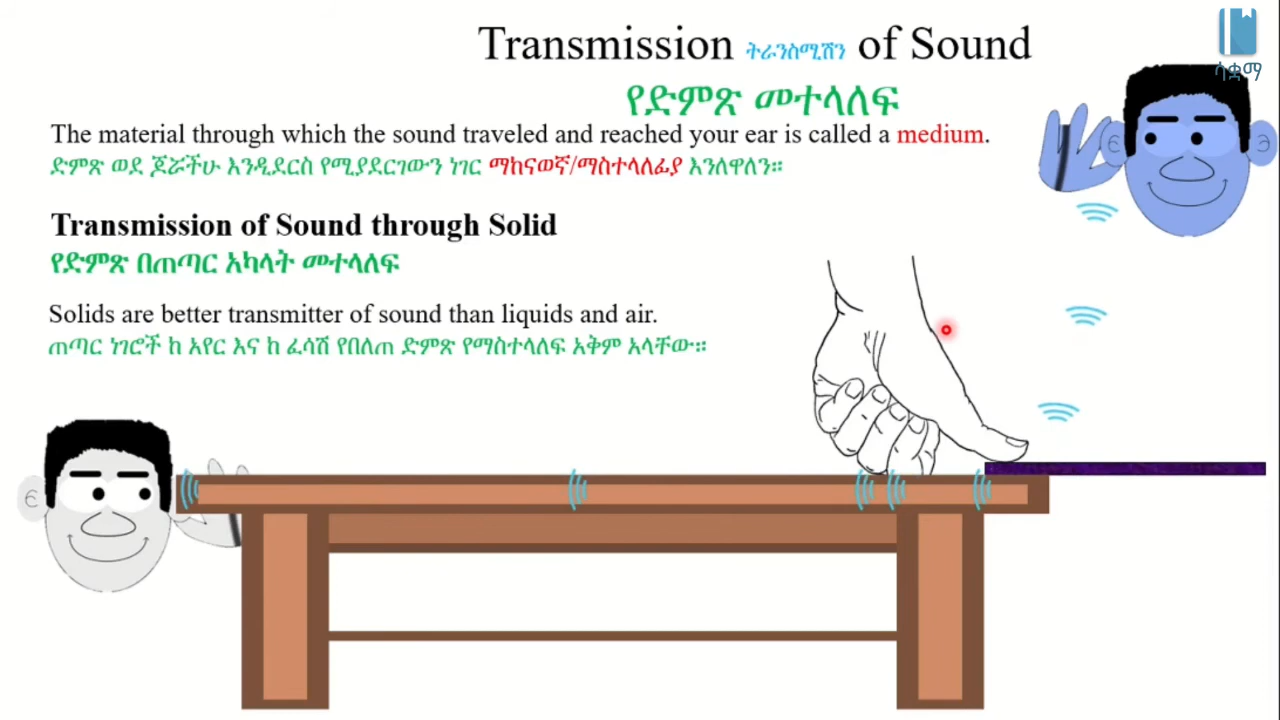 Transmission ትራንስሚሽን of Sound
ሳቋማ
የድምጽ መተላለፍ
The material through which the sound traveled and reached your ear is called a medium.
ድምጽ ወደ ጆሯችሁ እንዲደርስ የሚያደርገውን ነገር ማከናወኛ/ማስተላለፊያ እንለዋለን።
Transmission of Sound through Solid
የድምጽ በጠጣር አካላት መተላለፍ
Solids are better transmitter of sound than liquids and air.
ጠጣር ነገሮች ከ አየር እና ከ ፈሳሽ የበለጠ ድምጽ የማስተላለፍ አቅም አላቸው።